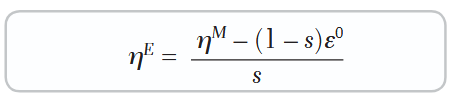 η^E = (η^M – (1 – s)ε^0) / s